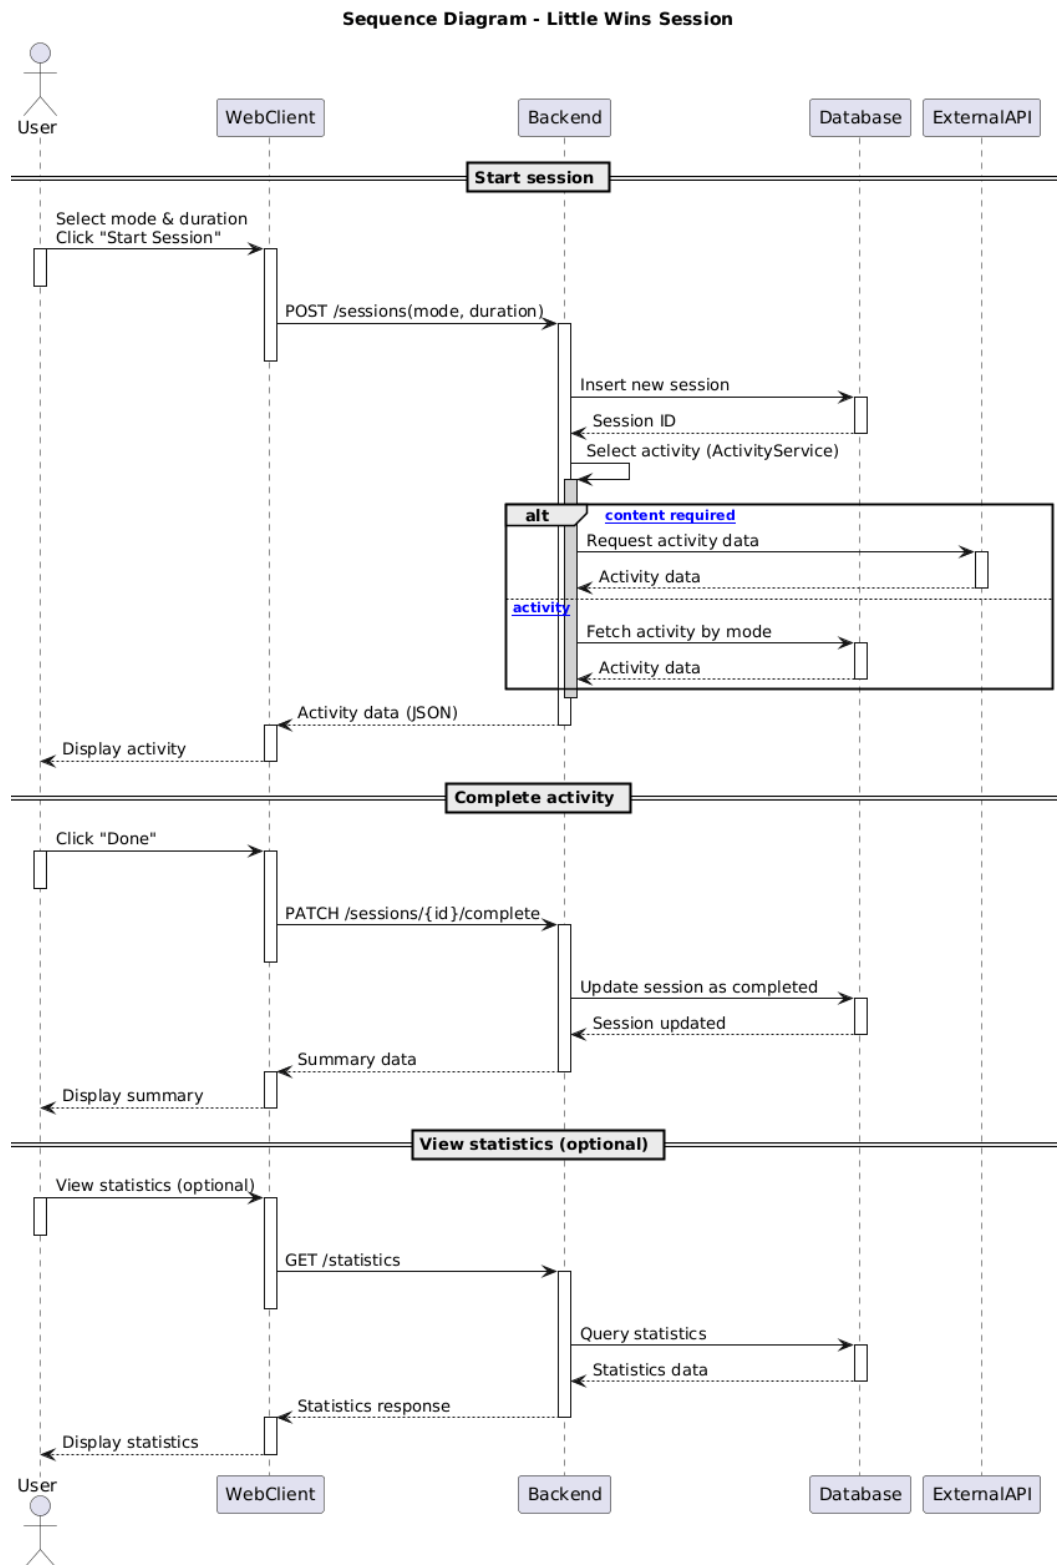 Sequence Diagram - Little Wins Session
User
WebClient
Backend
Database
ExternalAPI
Start session
Select mode & duration
Click "Start Session"
POST /sessions(mode, duration)
Insert new session
Session ID
Select activity (ActivityService)
alt
content required
Request activity data
Activity data
activity
Fetch activity by mode
Activity data
Activity data (JSON)
Display activity
Complete activity
Click "Done"
PATCH /sessions/{id}/complete
Update session as completed
Session updated
Summary data
Display summary
View statistics (optional)
View statistics (optional)
GET /statistics
Query statistics
Statistics data
Statistics response
Display statistics
User
WebClient
Backend
Database
ExternalAPI